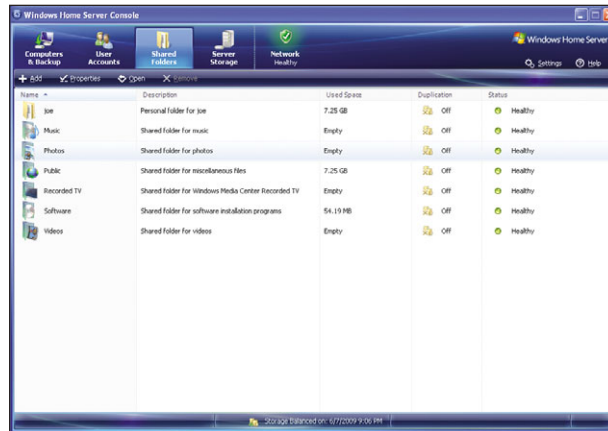 Windows Home Server Console
Computers & Backup
User Accounts
Shared Folders
Server Storage
Network Healthy
Windows Home Server
Settings Help
Add Properties Open Remove
Name Description Used Space Duplication Status
joe Personal folder for joe 7.25 GB Off Healthy
Music Shared folder for music Empty Off Healthy
Photos Shared folder for photos Empty Off Healthy
Public Shared folder for miscellaneous files 7.25 GB Off Healthy
Recorded TV Shared folder for Windows Media Center Recorded TV Empty Off Healthy
Software Shared folder for software installation programs 54.19 MB Off Healthy
Videos Shared folder for videos Empty Off Healthy
Storage Balanced on: 6/7/2009 9:06 PM